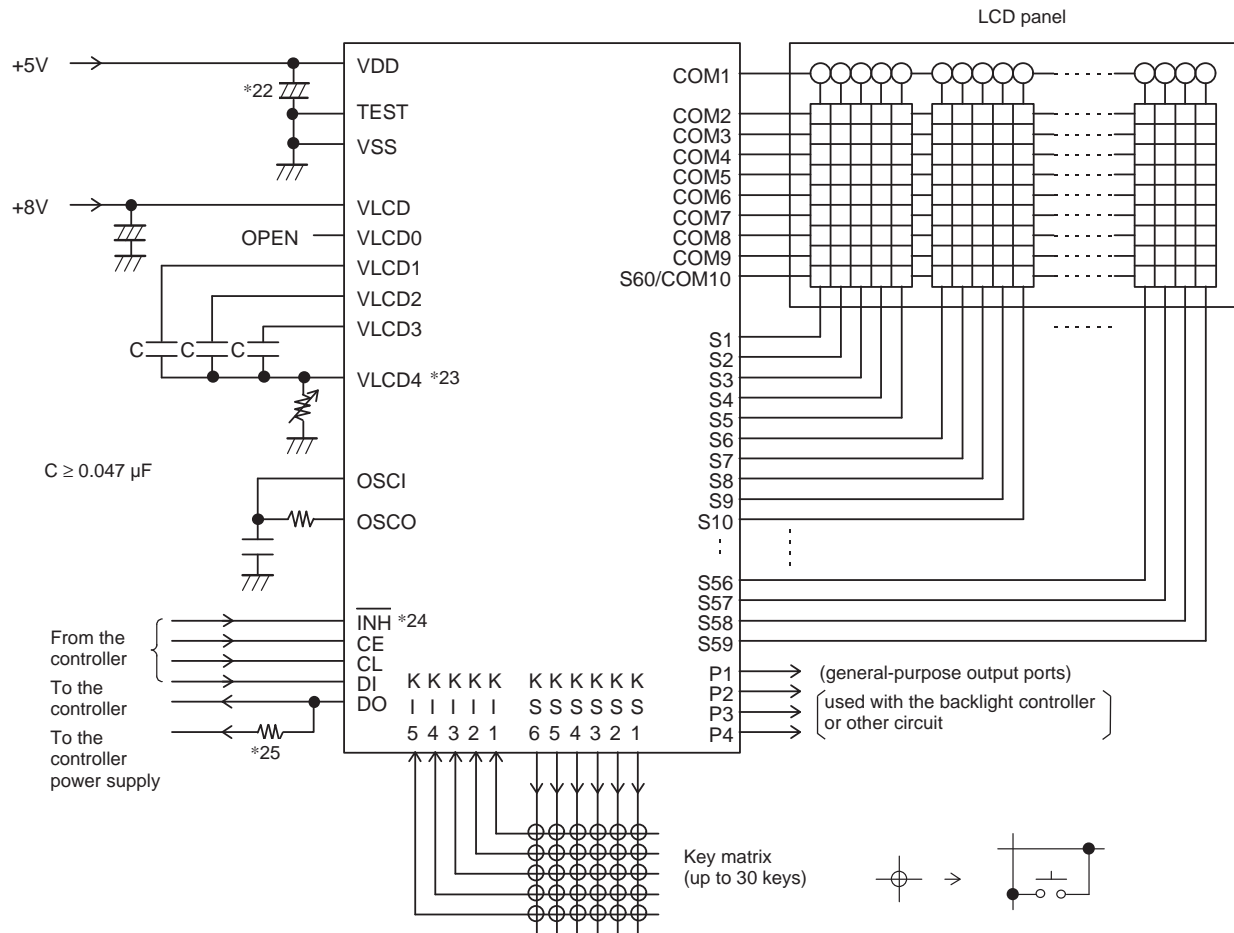 LCD panel
+5V
VDD
*22
TEST
VSS
+8V
VLCD
OPEN
VLCD0
VLCD1
VLCD2
VLCD3
C
C
C
VLCD4 *23
C ≥ 0.047 µF
OSCI
OSCO
From the
controller
INH *24
CE
CL
DI
To the
controller
DO
To the
controller
power supply
*25
COM1
COM2
COM3
COM4
COM5
COM6
COM7
COM8
COM9
S60/COM10
S1
S2
S3
S4
S5
S6
S7
S8
S9
S10
S56
S57
S58
S59
P1
P2
P3
P4
(general-purpose output ports)
used with the backlight controller
or other circuit
K K K K K K K K K K K
I I I I I S S S S S S
5 4 3 2 1 6 5 4 3 2 1
Key matrix
(up to 30 keys)